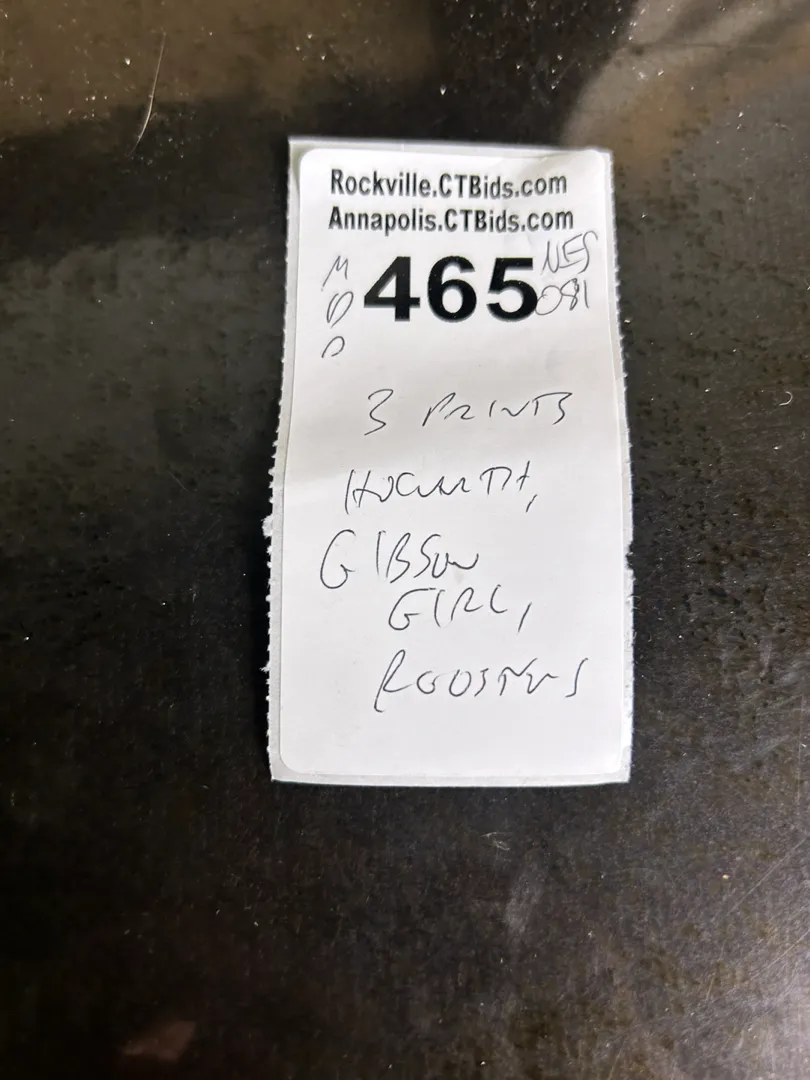 Rockville.CTBids.com
Annapolis.CTBids.com
M 465 NES
D 081
D
3 PRINTS
HOGARTH,
GIBSON
GIRL,
ROOSTERS